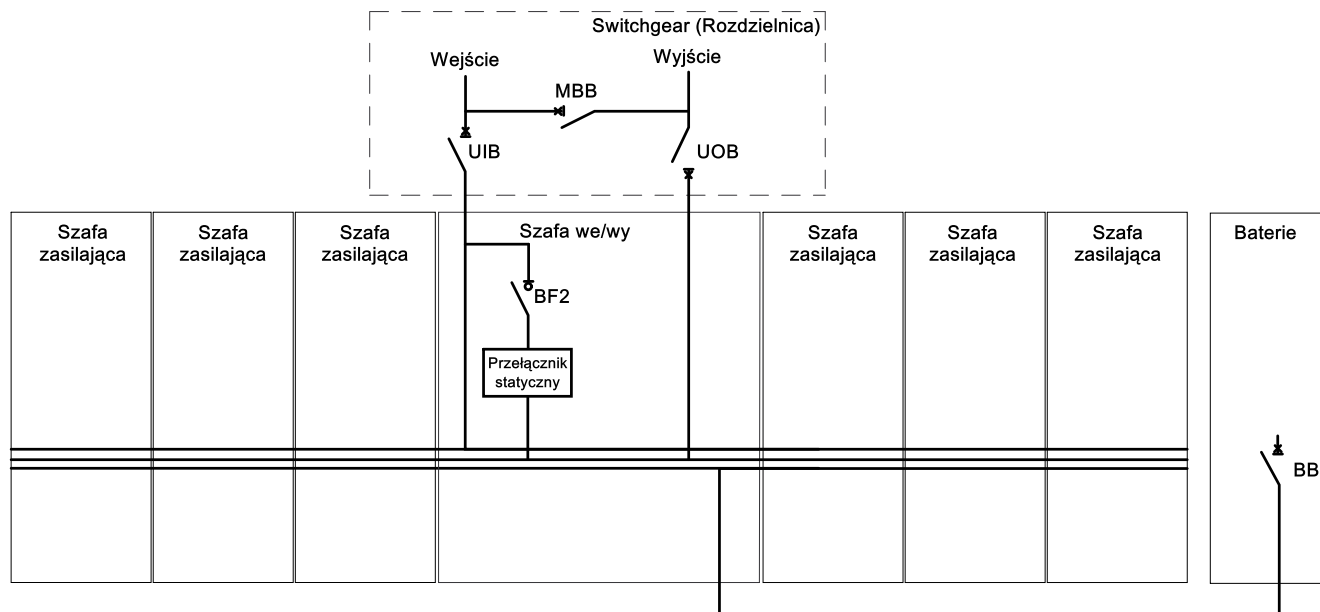 Switchgear (Rozdzielnica)
Wejście
Wyjście
MBB
UIB
UOB
Szafa
zasilająca
Szafa
zasilająca
Szafa
zasilająca
Szafa we/wy
Szafa
zasilająca
Szafa
zasilająca
Szafa
zasilająca
Baterie
BF2
Przełącznik
statyczny
BB